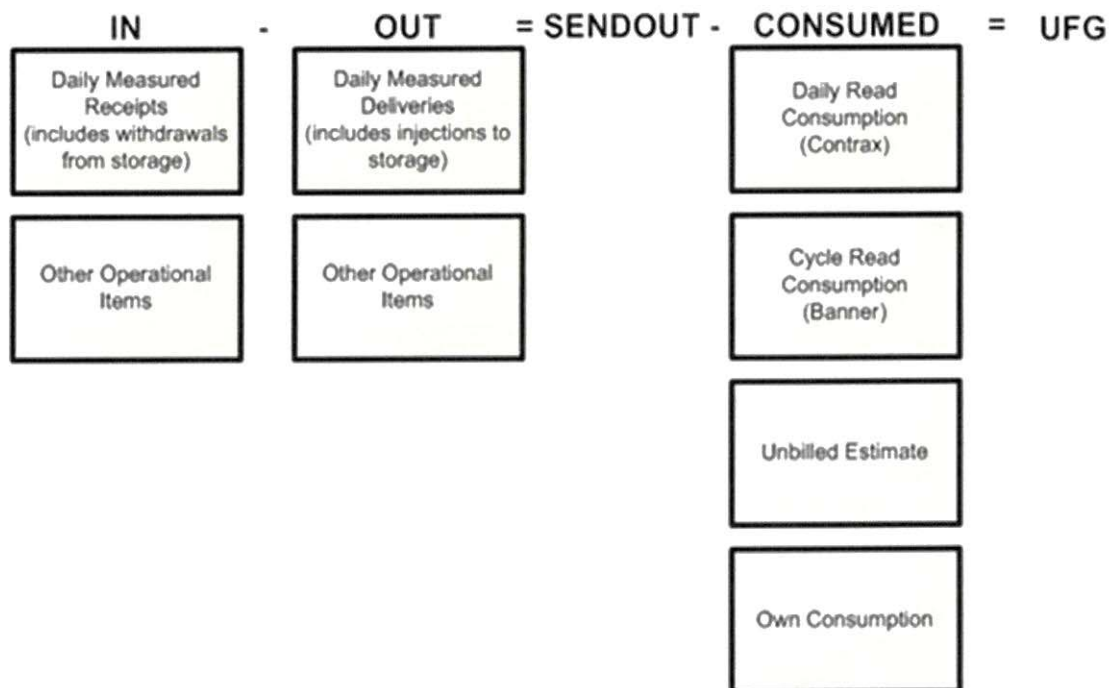 IN - OUT = SENDOUT - CONSUMED = UFG
Daily Measured
Receipts
(includes withdrawals
from storage)
Daily Measured
Deliveries
(includes injections to
storage)
Daily Read
Consumption
(Contrax)
Other Operational
Items
Other Operational
Items
Cycle Read
Consumption
(Banner)
Unbilled Estimate
Own Consumption